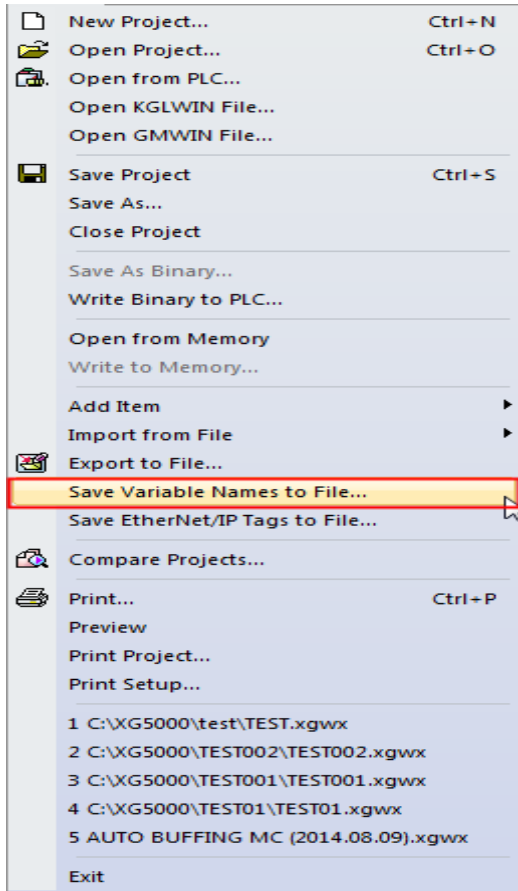 New Project... Ctrl+N
Open Project... Ctrl+O
Open from PLC...
Open KGLWIN File...
Open GMWIN File...
Save Project Ctrl+S
Save As...
Close Project
Save As Binary...
Write Binary to PLC...
Open from Memory
Write to Memory...
Add Item
Import from File
Export to File...
Save Variable Names to File...
Save EtherNet/IP Tags to File...
Compare Projects...
Print... Ctrl+P
Preview
Print Project...
Print Setup...
1 C:\XG5000\test\TEST.xgwx
2 C:\XG5000\TEST002\TEST002.xgwx
3 C:\XG5000\TEST001\TEST001.xgwx
4 C:\XG5000\TEST01\TEST01.xgwx
5 AUTO BUFFING MC (2014.08.09).xgwx
Exit